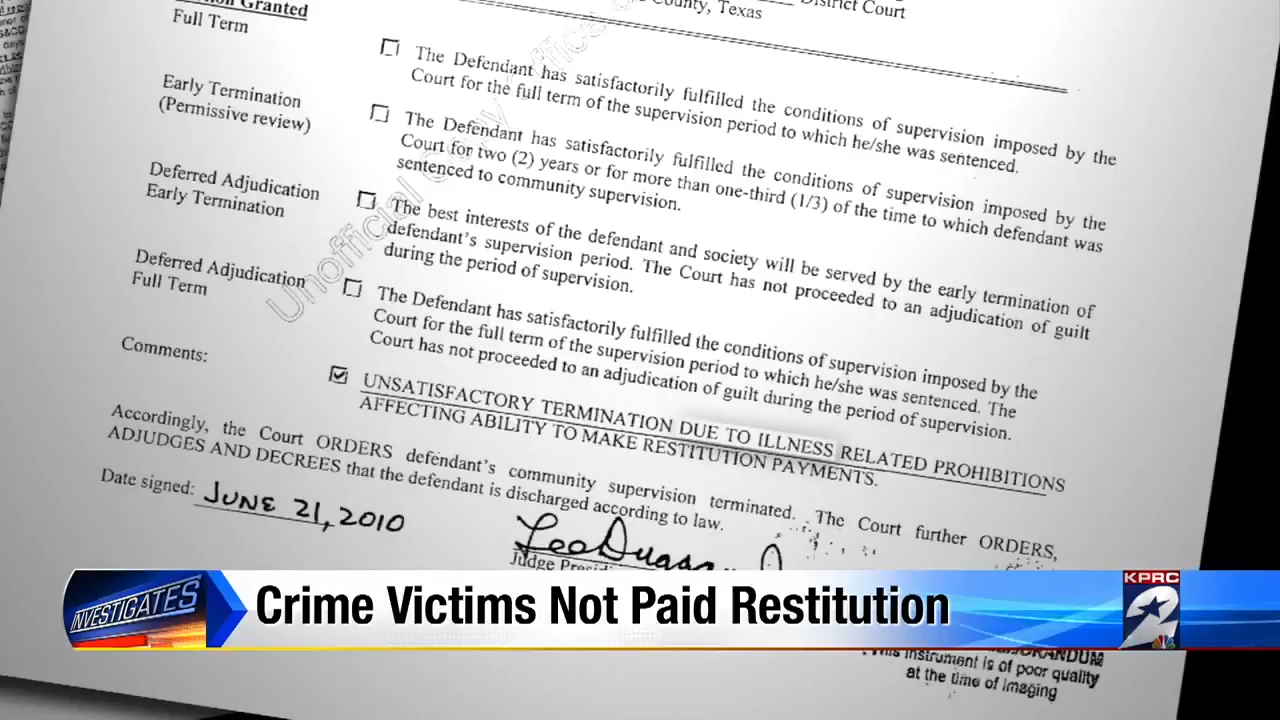 District Court
County, Texas
Granted
Full Term
The Defendant has satisfactorily fulfilled the conditions of supervision imposed by the
Court for the full term of the supervision period to which he/she was sentenced.
Early Termination
(Permissive review)
The Defendant has satisfactorily fulfilled the conditions of supervision imposed by the
Court for two (2) years or for more than one-third (1/3) of the time to which defendant was
sentenced to community supervision.
Deferred Adjudication
Early Termination
The best interests of the defendant and society will be served by the early termination of
defendant's supervision period. The Court has not proceeded to an adjudication of guilt
during the period of supervision.
Deferred Adjudication
Full Term
The Defendant has satisfactorily fulfilled the conditions of supervision imposed by the
Court for the full term of the supervision period to which he/she was sentenced. The
Court has not proceeded to an adjudication of guilt during the period of supervision.
Comments:
UNSATISFACTORY TERMINATION DUE TO ILLNESS RELATED PROHIBITIONS
AFFECTING ABILITY TO MAKE RESTITUTION PAYMENTS.
Accordingly, the Court ORDERS defendant's community supervision terminated. The Court further ORDERS,
ADJUDGES AND DECREES that the defendant is discharged according to law.
Date signed: JUNE 21, 2010
Judge
Unofficial Copy
INVESTIGATES
Crime Victims Not Paid Restitution
KPRC
2
This instrument is of poor quality
at the time of imaging